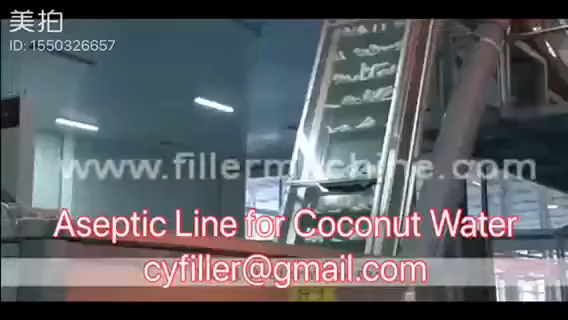 美拍
ID: 1550326657
www.fillermachine.com
Aseptic Line for Coconut Water
cyfiller@gmail.com